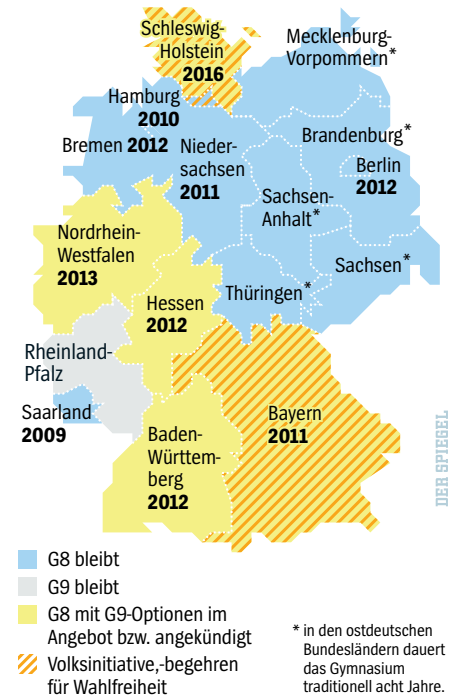 Schleswig-
Holstein
2016
Mecklenburg-
Vorpommern*
Hamburg
2010
Bremen 2012
Nieder-
sachsen
2011
Brandenburg*
Berlin
2012
Sachsen-
Anhalt*
Nordrhein-
Westfalen
2013
Sachsen*
Thüringen*
Hessen
2012
Rheinland-
Pfalz
Saarland
2009
Bayern
2011
Baden-
Württem-
berg
2012
DER SPIEGEL
G8 bleibt
G9 bleibt
G8 mit G9-Optionen im
Angebot bzw. angekündigt
Volksinitiative,-begehren
für Wahlfreiheit
* in den ostdeutschen
Bundesländern dauert
das Gymnasium
traditionell acht Jahre.